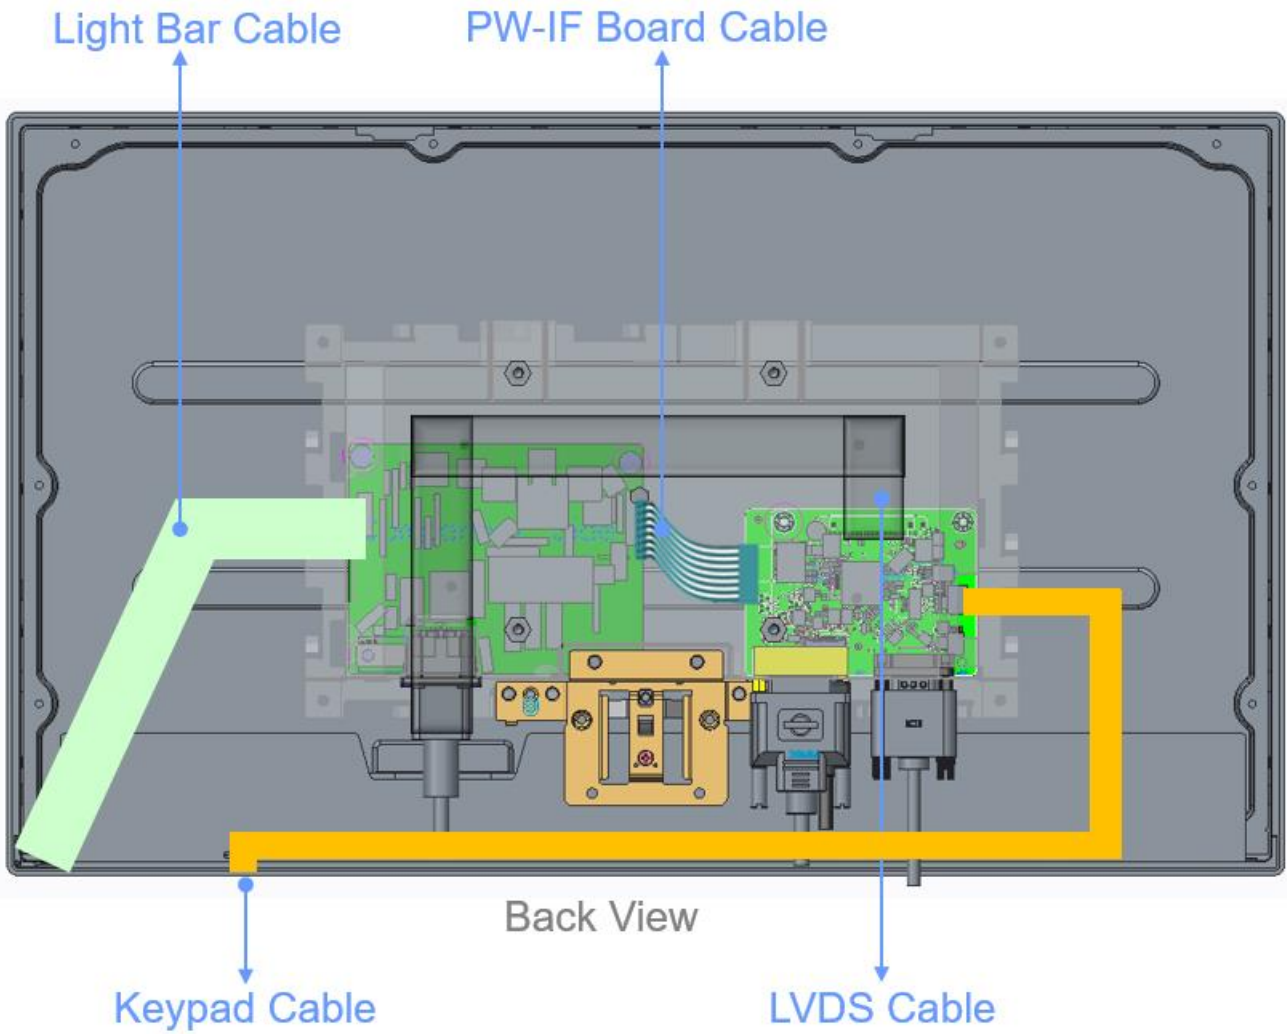 Light Bar Cable
PW-IF Board Cable
Back View
Keypad Cable
LVDS Cable